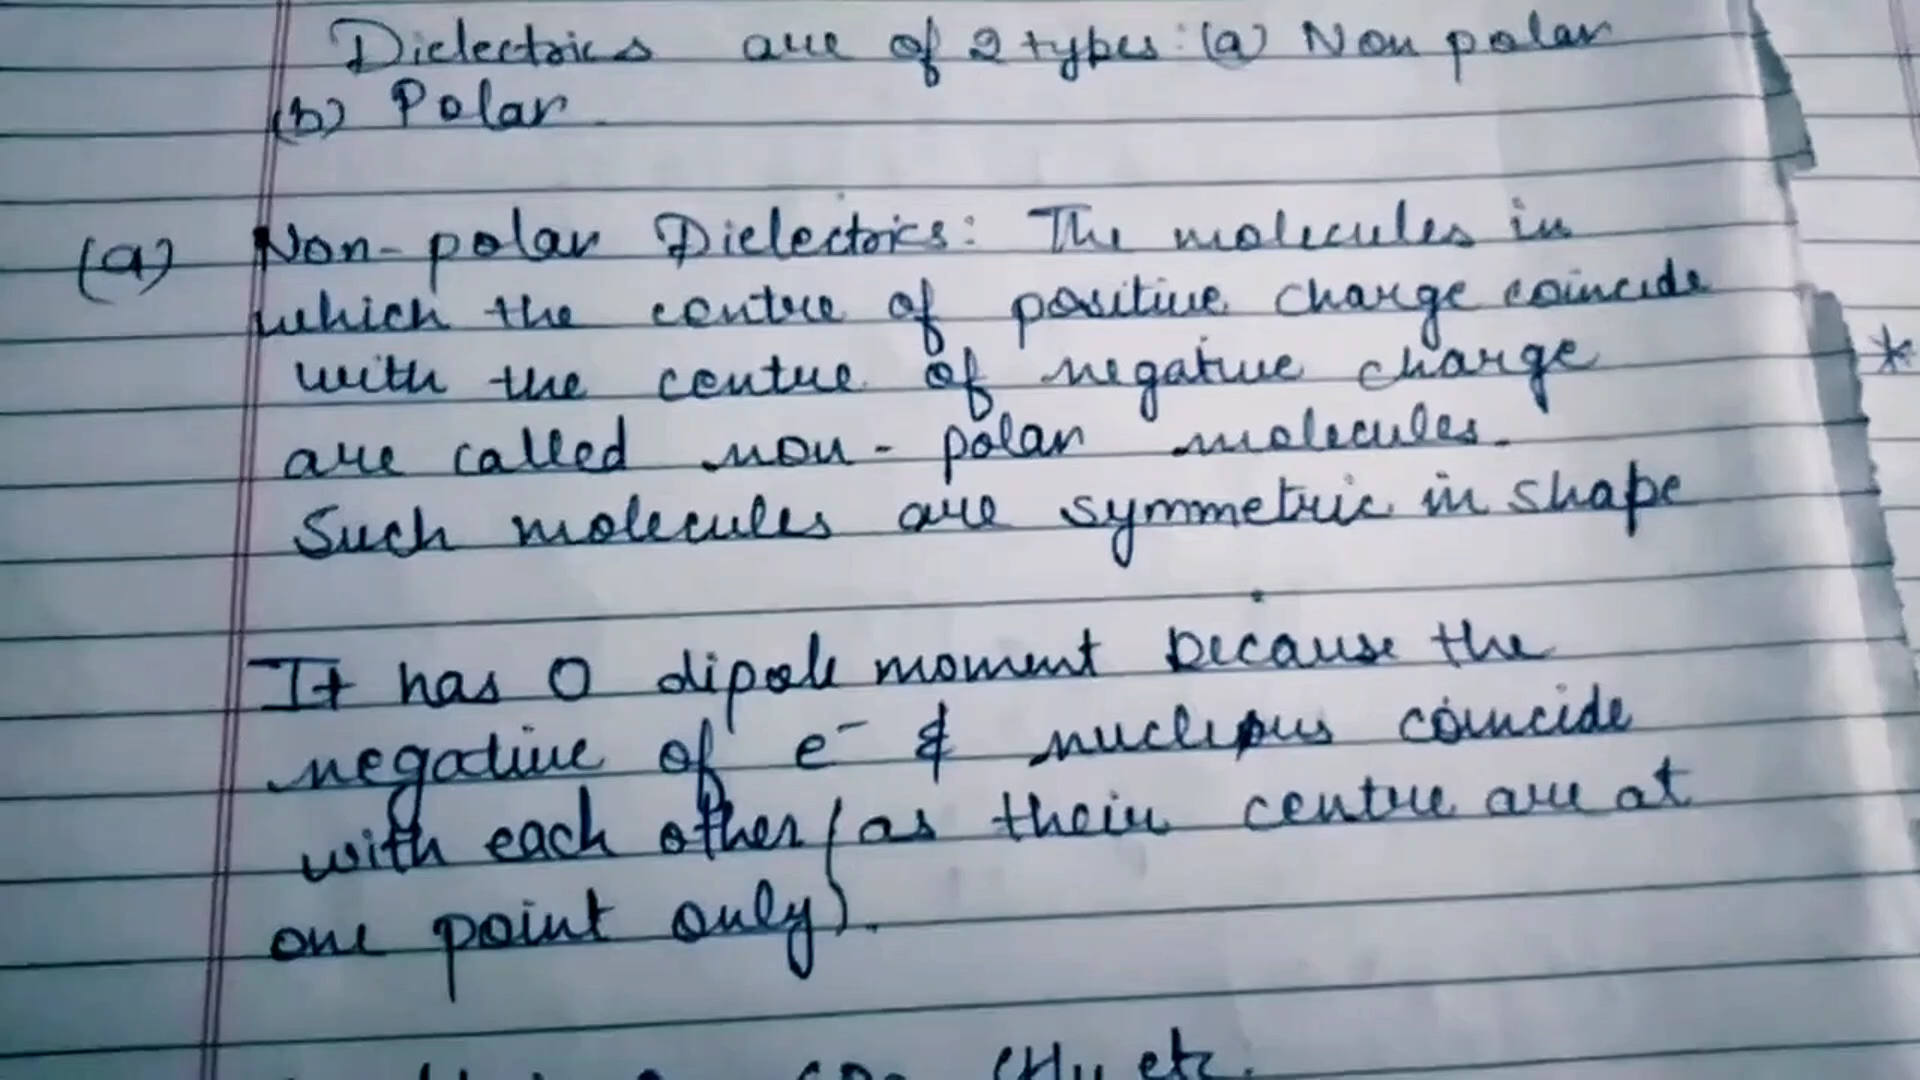 Dielectrics are of 2 types: (a) Non polar
(b) Polar
(a) Non-polar Dielectrics: The molecules in
which the centre of positive charge coincide
with the centre of negative charge
are called non-polar molecules.
Such molecules are symmetric in shape
It has 0 dipole moment because the
negative of e⁻ & nucleus coincide
with each other (as their centre are at
one point only).
CH4 etc.